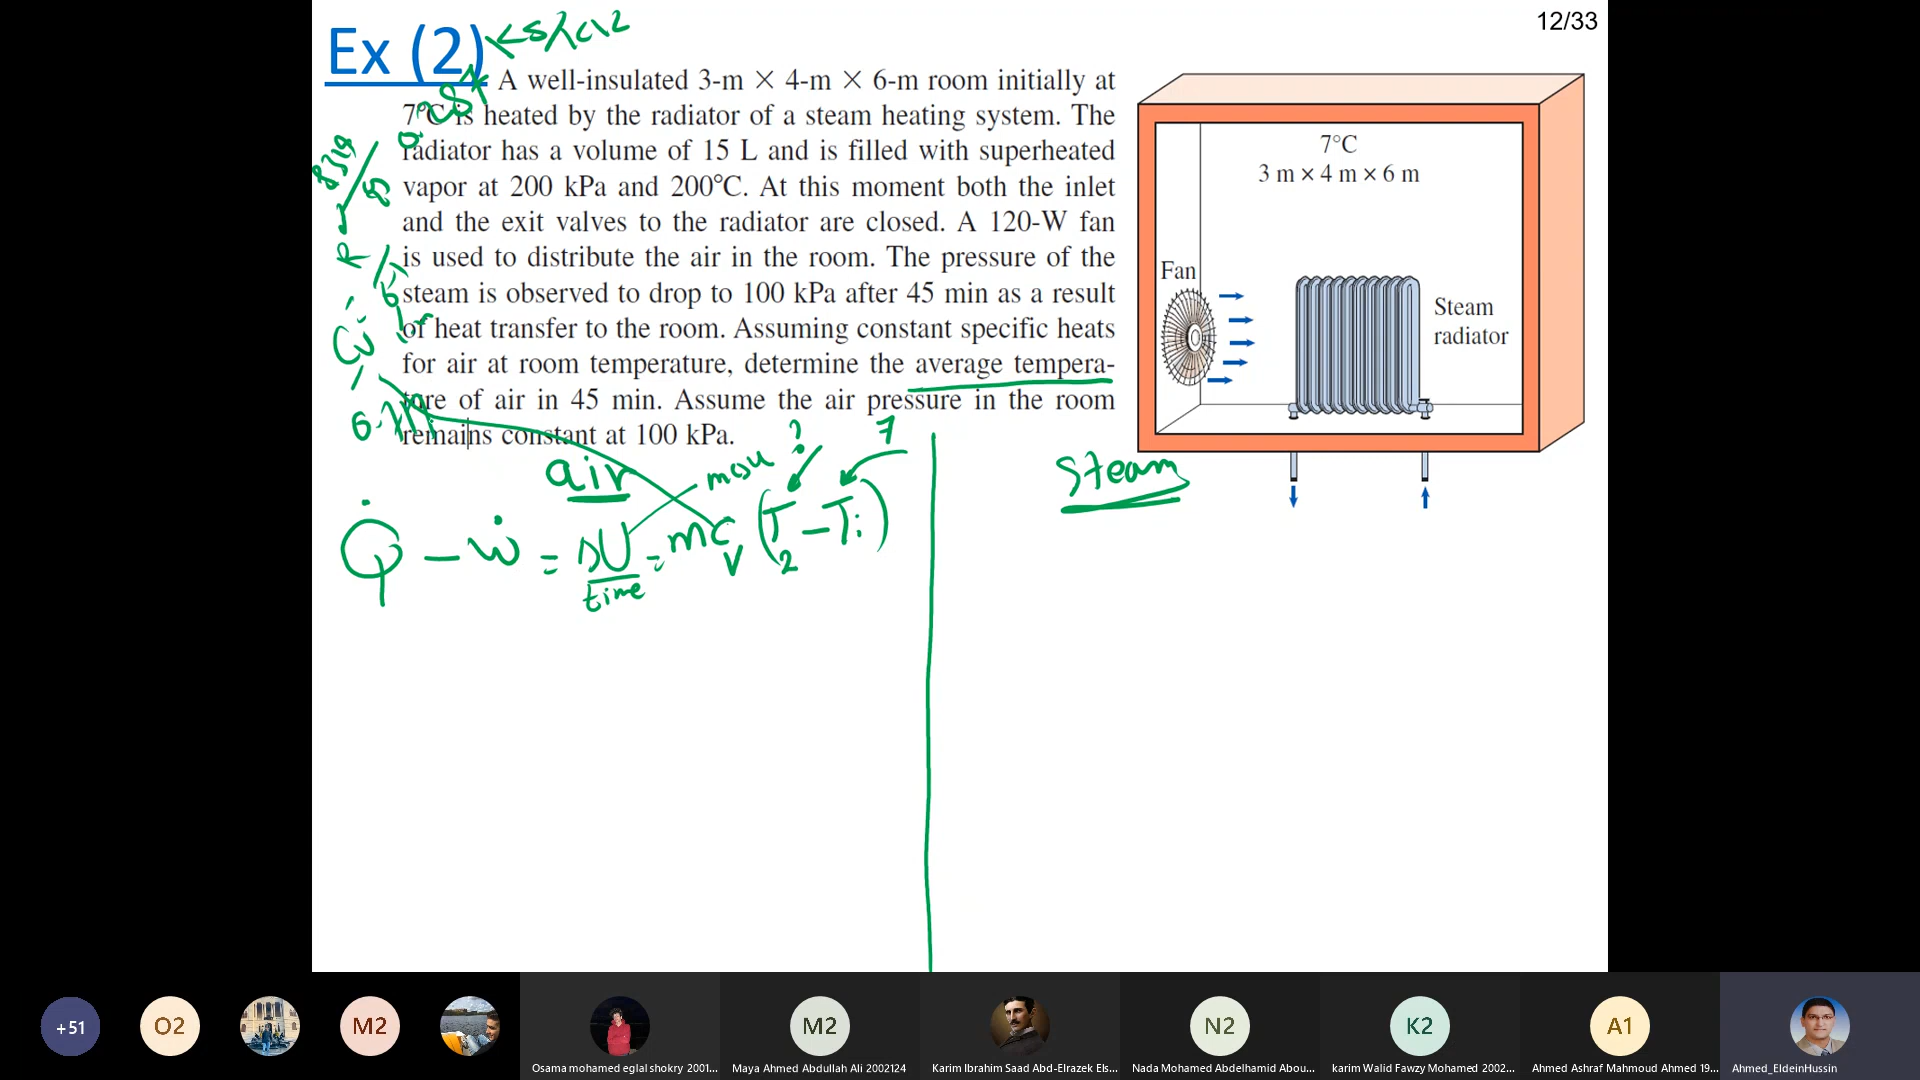 12/33
Ex (2)
A well-insulated 3-m × 4-m × 6-m room initially at
7°C is heated by the radiator of a steam heating system. The
radiator has a volume of 15 L and is filled with superheated
vapor at 200 kPa and 200°C. At this moment both the inlet
and the exit valves to the radiator are closed. A 120-W fan
is used to distribute the air in the room. The pressure of the
steam is observed to drop to 100 kPa after 45 min as a result
of heat transfer to the room. Assuming constant specific heats
for air at room temperature, determine the average tempera-
ture of air in 45 min. Assume the air pressure in the room
remains constant at 100 kPa.
7°C
3 m × 4 m × 6 m
Fan
Steam
radiator
R
Cv
air
? 7
Steam
Q̇ - ẇ = ΔU/time = mCv (T2 - Ti)
+51
O2
M2
M2
N2
K2
A1
Osama mohamed eglal shokry 2001...
Maya Ahmed Abdullah Ali 2002124
Karim Ibrahim Saad Abd-Elrazek Els...
Nada Mohamed Abdelhamid Abou...
karim Walid Fawzy Mohamed 2002...
Ahmed Ashraf Mahmoud Ahmed 19...
Ahmed_EldeinHussin